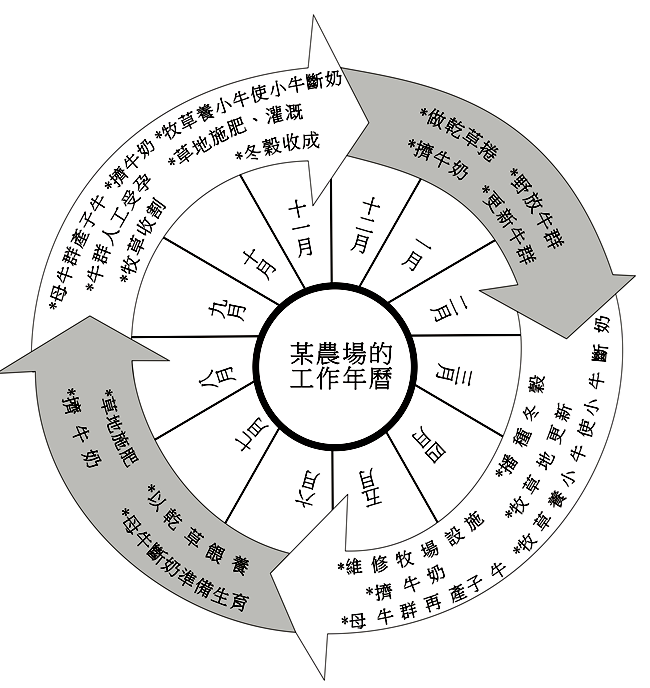 某農場的
工作年曆
一月
二月
三月
四月
五月
六月
七月
八月
九月
十月
十一月
十二月
*做乾草捲
*擠牛奶
*野放牛群
*更新牛群
*播種冬穀
*牧草地更新
*牧草養小牛使小牛斷奶
*維修牧場設施
*擠牛奶
*母牛群再產子牛
*以乾草餵養
*母牛斷奶準備生育
*草地施肥
*擠牛奶
*母牛群產子牛
*牛群人工受孕
*牧草收割
*擠牛奶
*牧草養小牛使小牛斷奶
*草地施肥、灌溉
*冬穀收成